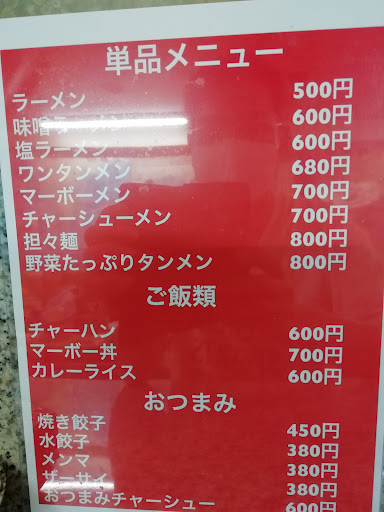 単品メニュー
ラーメン 500円
味噌ラーメン 600円
塩ラーメン 600円
ワンタンメン 680円
マーボーメン 700円
チャーシューメン 700円
担々麺 800円
野菜たっぷりタンメン 800円
ご飯類
チャーハン 600円
マーボー丼 700円
カレーライス 600円
おつまみ
焼き餃子 450円
水餃子 380円
メンマ 380円
ザーサイ 380円
おつまみチャーシュー 600円